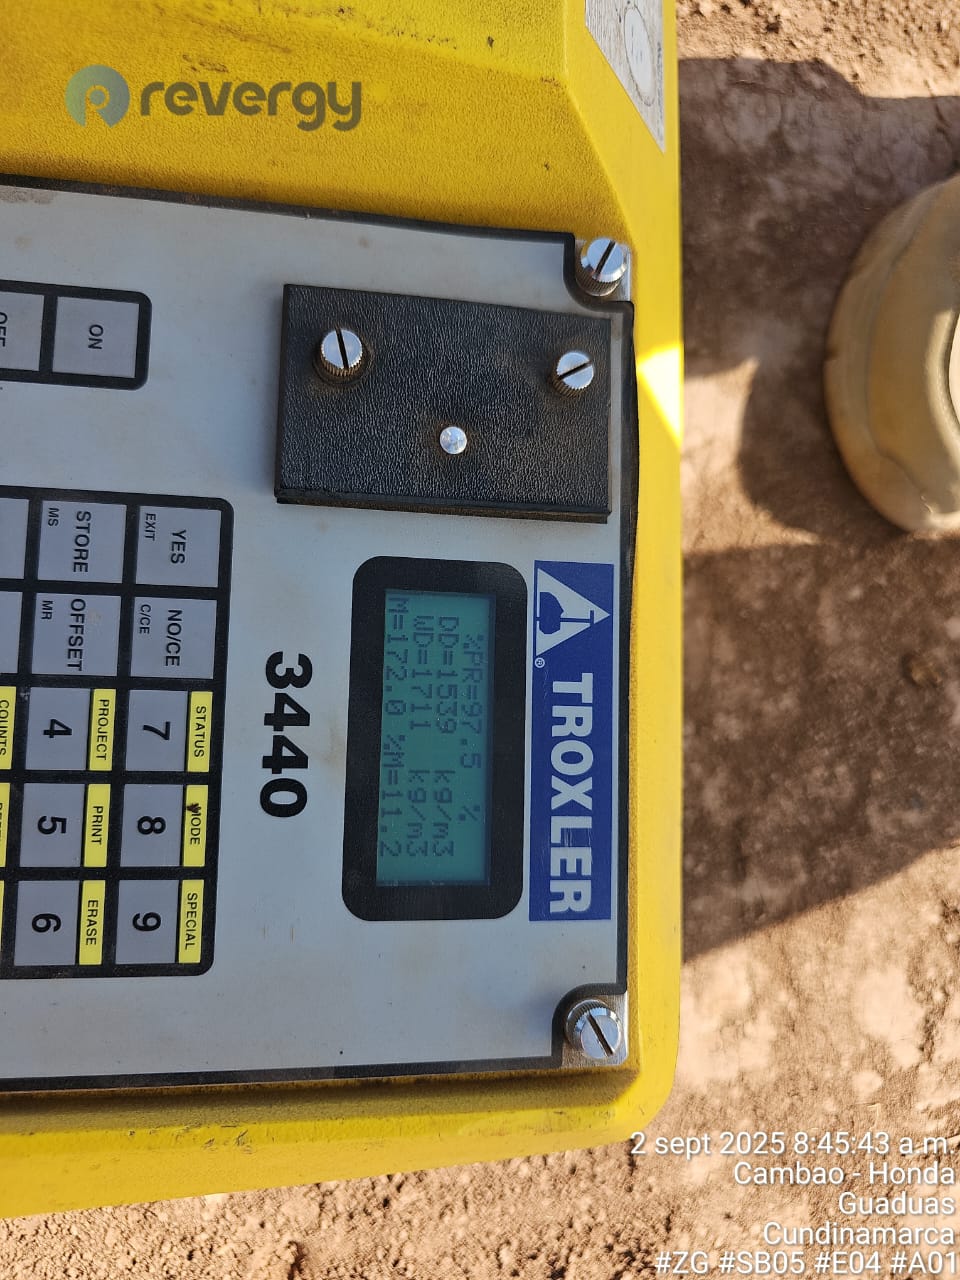 revergy
ON
YES
EXIT
NO/CE
C/CE
STORE
MS
OFFSET
MR
STATUS
7
MODE
8
SPECIAL
9
PROJECT
4
PRINT
5
ERASE
6
COUNTS
3440
%PR=97.5 %
DD=1539 kg/m3
WD=1711 kg/m3
M=172.0 %M=11.2
TROXLER
®
2 sept 2025 8:45:43 a.m.
Cambao - Honda
Guaduas
Cundinamarca
#ZG #SB05 #E04 #A01